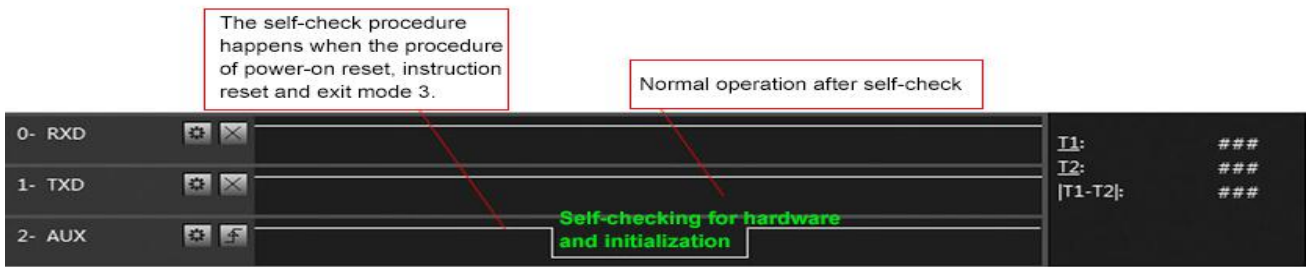 The self-check procedure
happens when the procedure
of power-on reset, instruction
reset and exit mode 3.
Normal operation after self-check
0- RXD
1- TXD
2- AUX
Self-checking for hardware
and initialization
T1: ###
T2: ###
|T1-T2|: ###